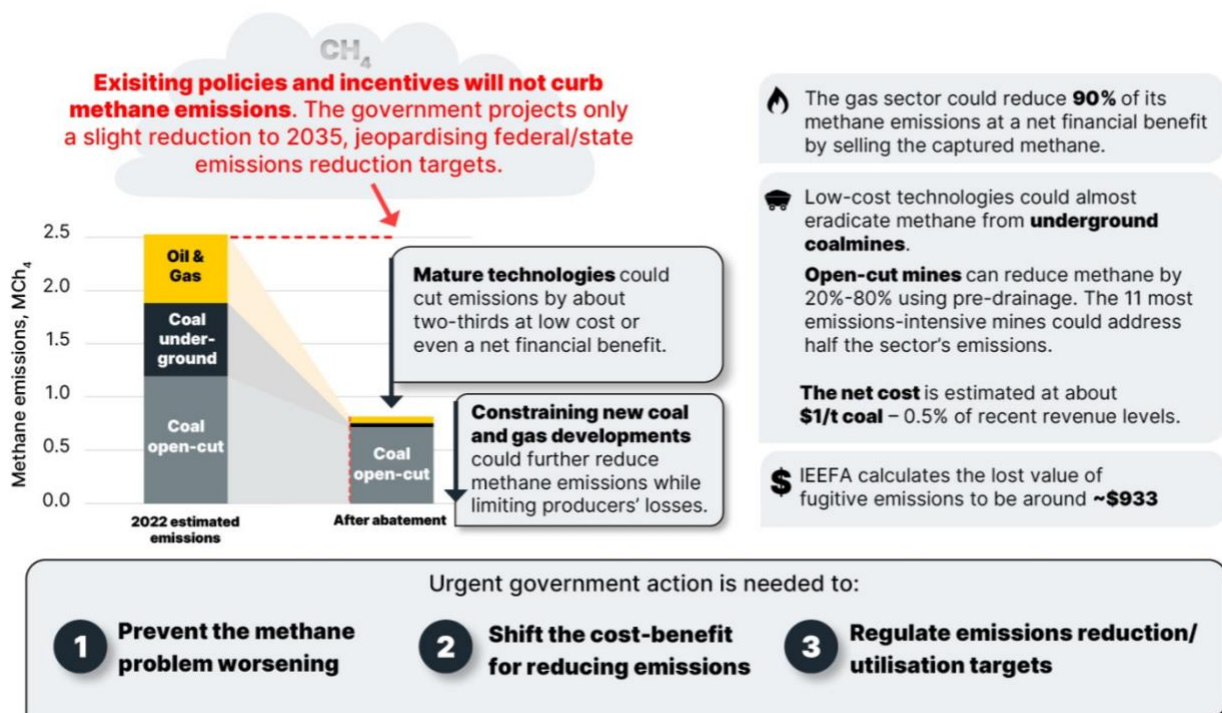 CH₄
Exisiting policies and incentives will not curb
methane emissions. The government projects only
a slight reduction to 2035, jeopardising federal/state
emissions reduction targets.
Methane emissions, MCh₄
2.5
2.0
1.5
1.0
0.5
0.0
Oil &
Gas
Coal
under-
ground
Coal
open-cut
2022 estimated
emissions
Coal
open-cut
After abatement
Mature technologies could
cut emissions by about
two-thirds at low cost or
even a net financial benefit.
Constraining new coal
and gas developments
could further reduce
methane emissions while
limiting producers’ losses.
The gas sector could reduce 90% of its
methane emissions at a net financial benefit
by selling the captured methane.
Low-cost technologies could almost
eradicate methane from underground
coalmines.
Open-cut mines can reduce methane by
20%-80% using pre-drainage. The 11 most
emissions-intensive mines could address
half the sector’s emissions.
The net cost is estimated at about
$1/t coal – 0.5% of recent revenue levels.
$ IEEFA calculates the lost value of
fugitive emissions to be around ~$933
Urgent government action is needed to:
1 Prevent the methane
problem worsening
2 Shift the cost-benefit
for reducing emissions
3 Regulate emissions reduction/
utilisation targets